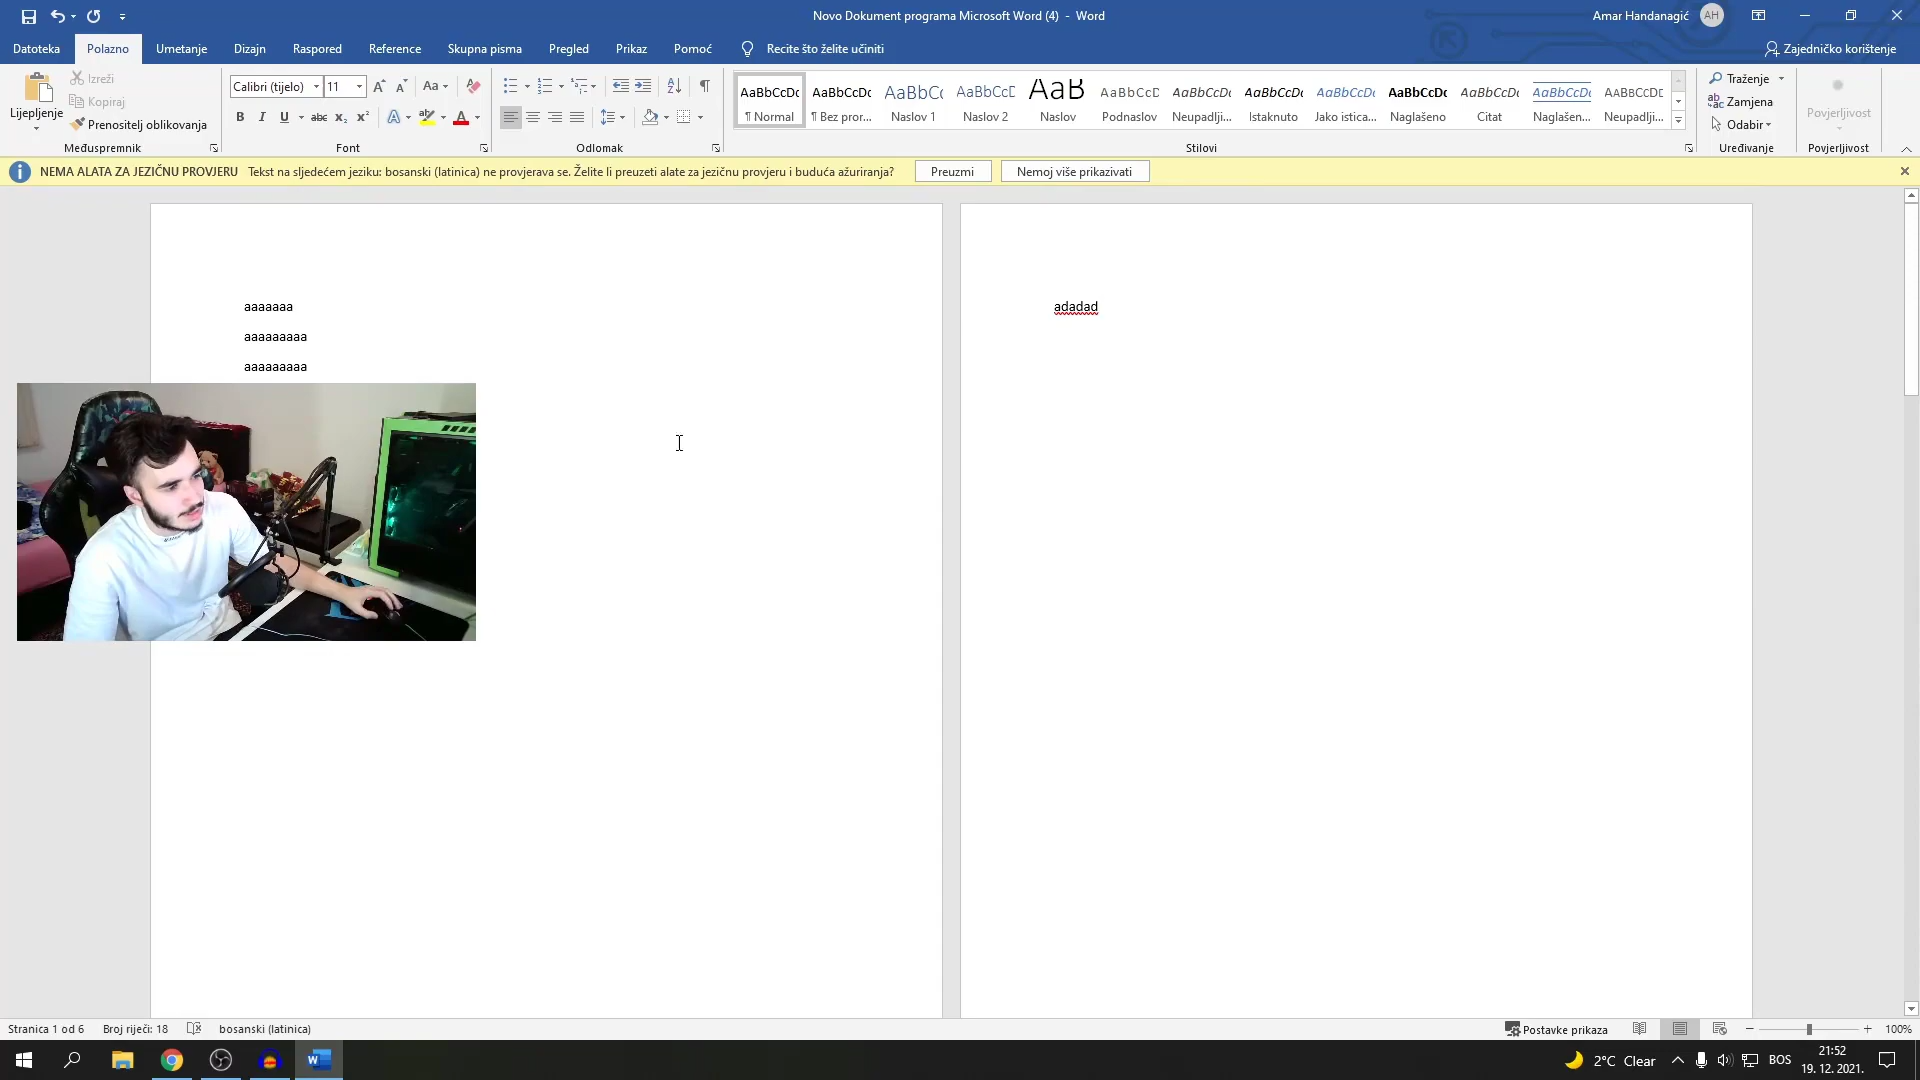 Novo Dokument programa Microsoft Word (4) - Word
Amar Handanagić AH
Datoteka Polazno Umetanje Dizajn Raspored Reference Skupna pisma Pregled Prikaz Pomoć Recite što želite učiniti Zajedničko korištenje
Lijepljenje
Izreži
Kopiraj
Prenositelj oblikovanja
Međuspremnik
Calibri (tijelo) 11
Font
Odlomak
AaBbCcDc AaBbCcDc AaBbCc AaBbCcD AaB AaBbCcD AaBbCcDc AaBbCcDc AaBbCcDc AaBbCcDc AaBbCcDc AaBbCcDc AABBCCDE
¶ Normal ¶ Bez pror... Naslov 1 Naslov 2 Naslov Podnaslov Neupadlji... Istaknuto Jako istica... Naglašeno Citat Naglašen... Neupadlji...
Stilovi
Traženje
Zamjena
Odabir
Uređivanje
Povjerljivost
Povjerljivost
NEMA ALATA ZA JEZIČNU PROVJERU Tekst na sljedećem jeziku: bosanski (latinica) ne provjerava se. Želite li preuzeti alate za jezičnu provjeru i buduća ažuriranja? Preuzmi Nemoj više prikazivati
aaaaaaa
aaaaaaaaa
aaaaaaaaa
adadad
Stranica 1 od 6 Broj riječi: 18 bosanski (latinica) Postavke prikaza 100%
2°C Clear BOS 21:52
19. 12. 2021.